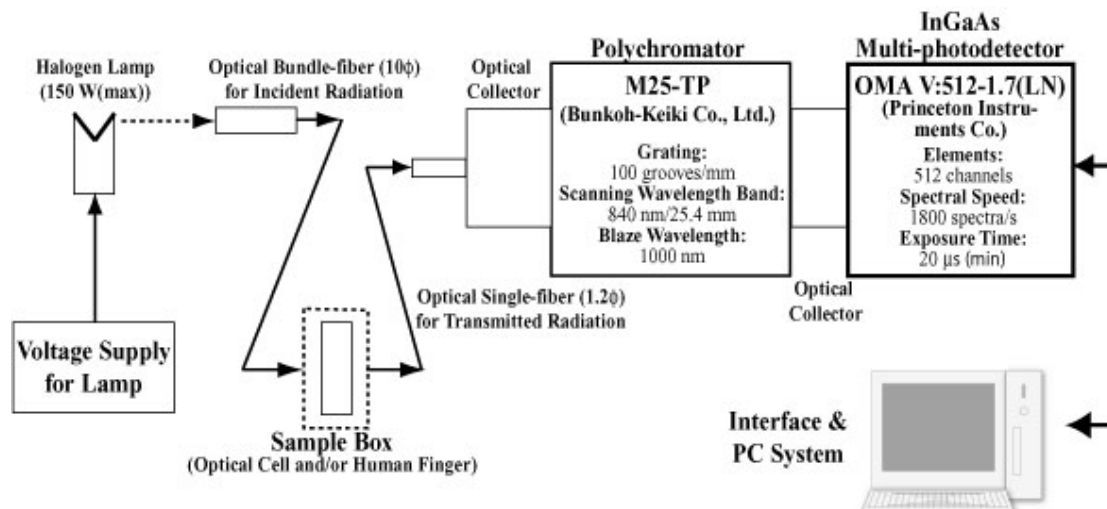 Halogen Lamp
(150 W(max))
Optical Bundle-fiber (10ϕ)
for Incident Radiation
Voltage Supply
for Lamp
Sample Box
(Optical Cell and/or Human Finger)
Optical Single-fiber (1.2ϕ)
for Transmitted Radiation
Optical
Collector
Polychromator
M25-TP
(Bunkoh-Keiki Co., Ltd.)
Grating:
100 grooves/mm
Scanning Wavelength Band:
840 nm/25.4 mm
Blaze Wavelength:
1000 nm
Optical
Collector
InGaAs
Multi-photodetector
OMA V:512-1.7(LN)
(Princeton Instru-
ments Co.)
Elements:
512 channels
Spectral Speed:
1800 spectra/s
Exposure Time:
20 μs (min)
Interface &
PC System